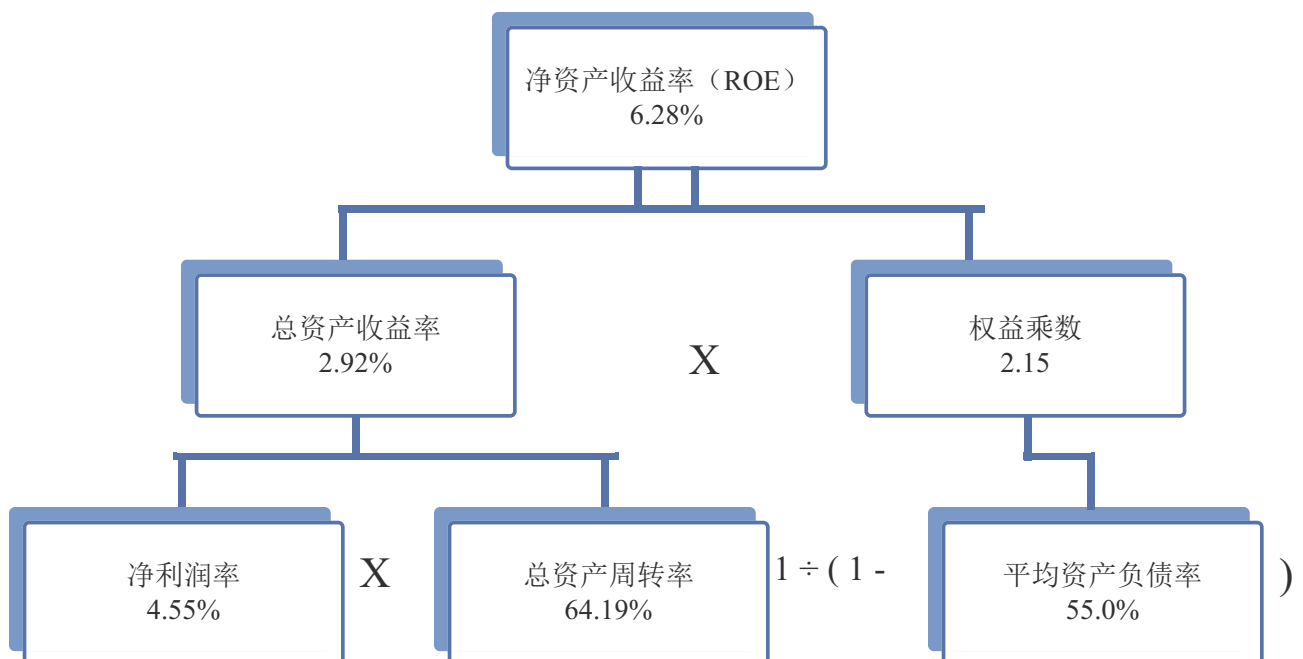 净资产收益率（ROE）
6.28%
总资产收益率
2.92%
X
权益乘数
2.15
净利润率
4.55%
X
总资产周转率
64.19%
1 ÷ ( 1 -
平均资产负债率
55.0%
)